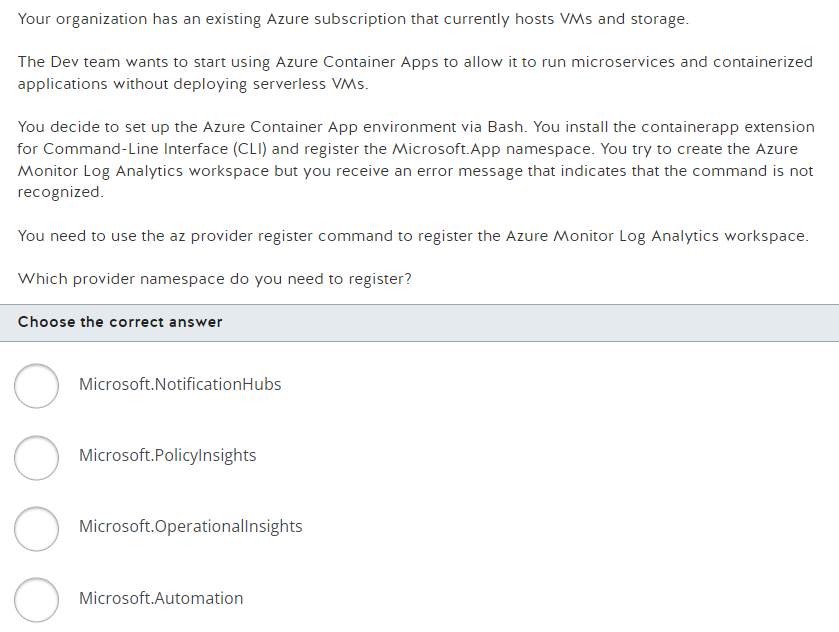 Your organization has an existing Azure subscription that currently hosts VMs and storage.
The Dev team wants to start using Azure Container Apps to allow it to run microservices and containerized
applications without deploying serverless VMs.
You decide to set up the Azure Container App environment via Bash. You install the containerapp extension
for Command-Line Interface (CLI) and register the Microsoft.App namespace. You try to create the Azure
Monitor Log Analytics workspace but you receive an error message that indicates that the command is not
recognized.
You need to use the az provider register command to register the Azure Monitor Log Analytics workspace.
Which provider namespace do you need to register?
Choose the correct answer
Microsoft.NotificationHubs
Microsoft.PolicyInsights
Microsoft.OperationalInsights
Microsoft.Automation